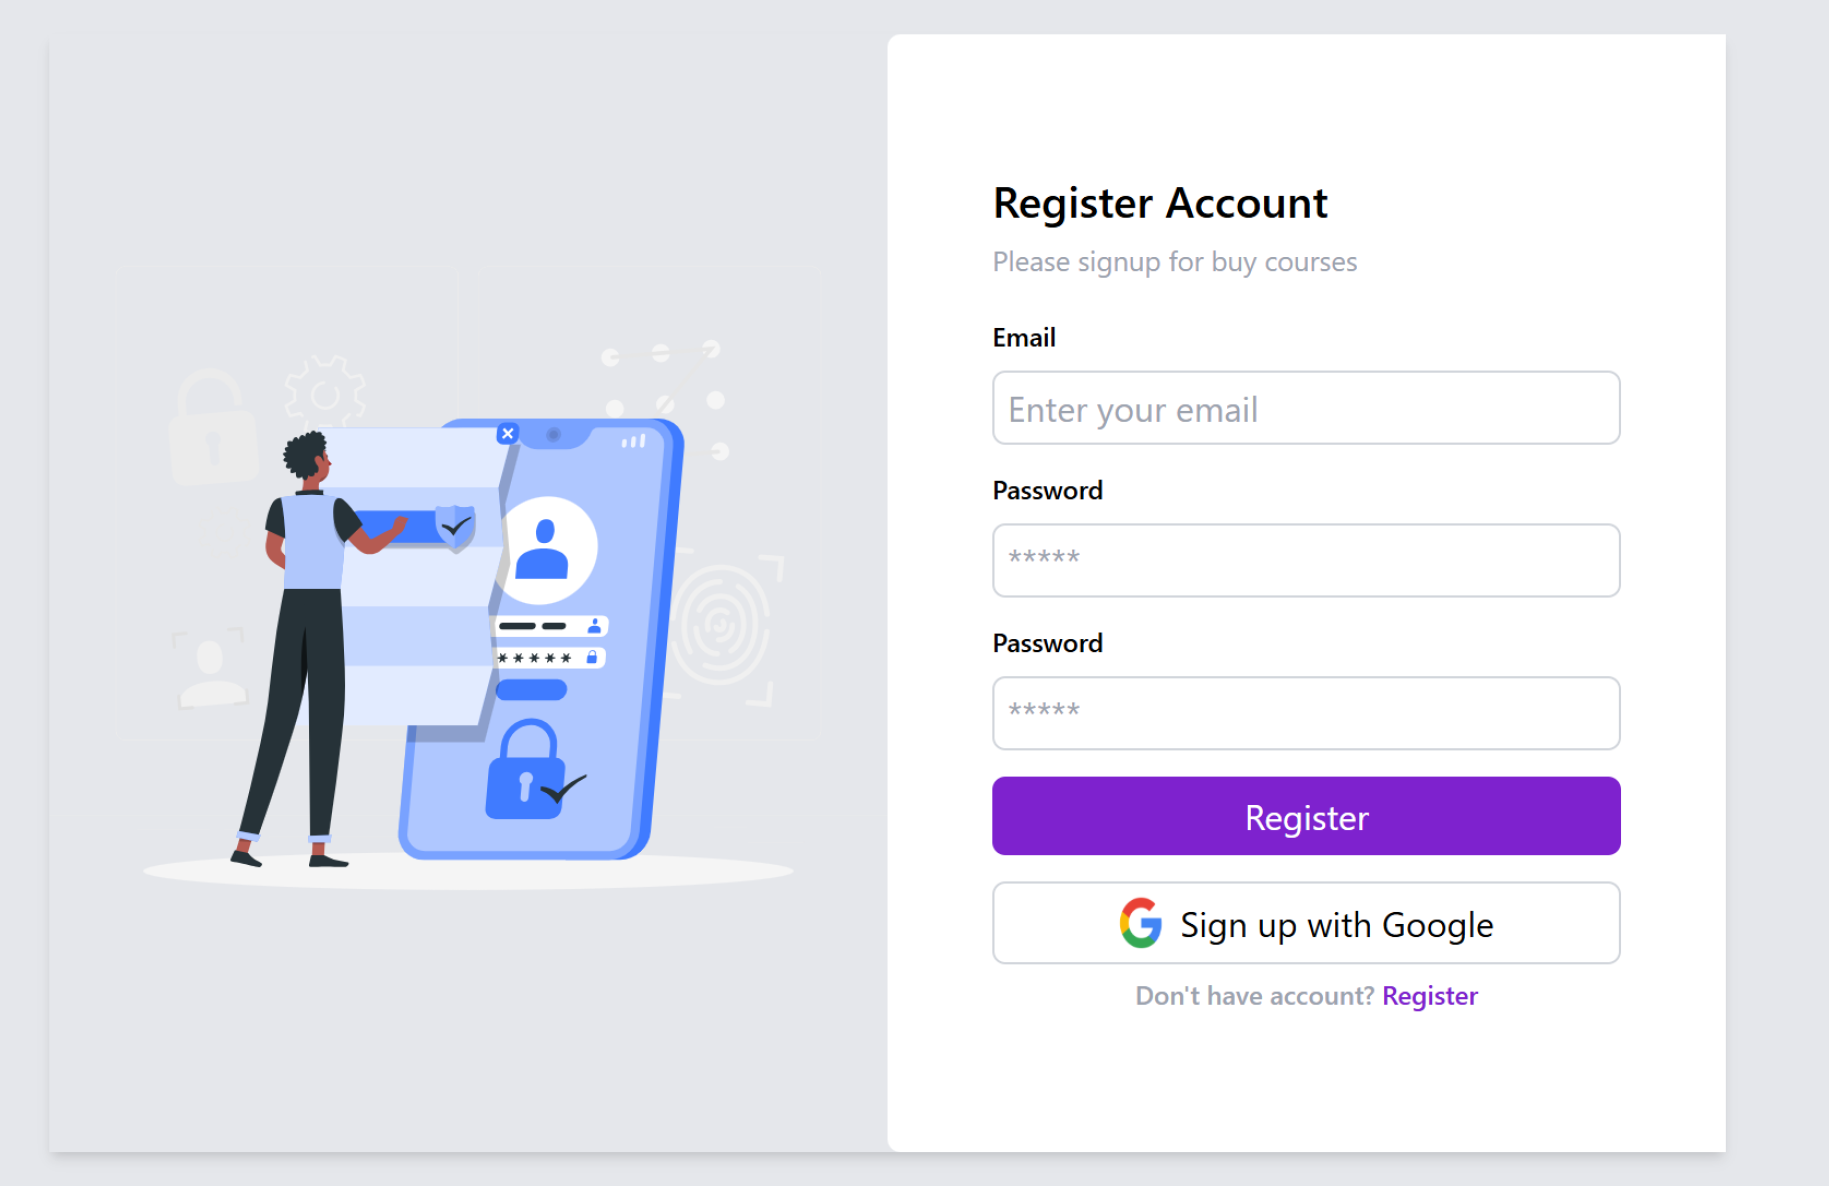 Register Account
Please signup for buy courses
Email
Enter your email
Password
*****
Password
*****
Register
Sign up with Google
Don't have account? Register